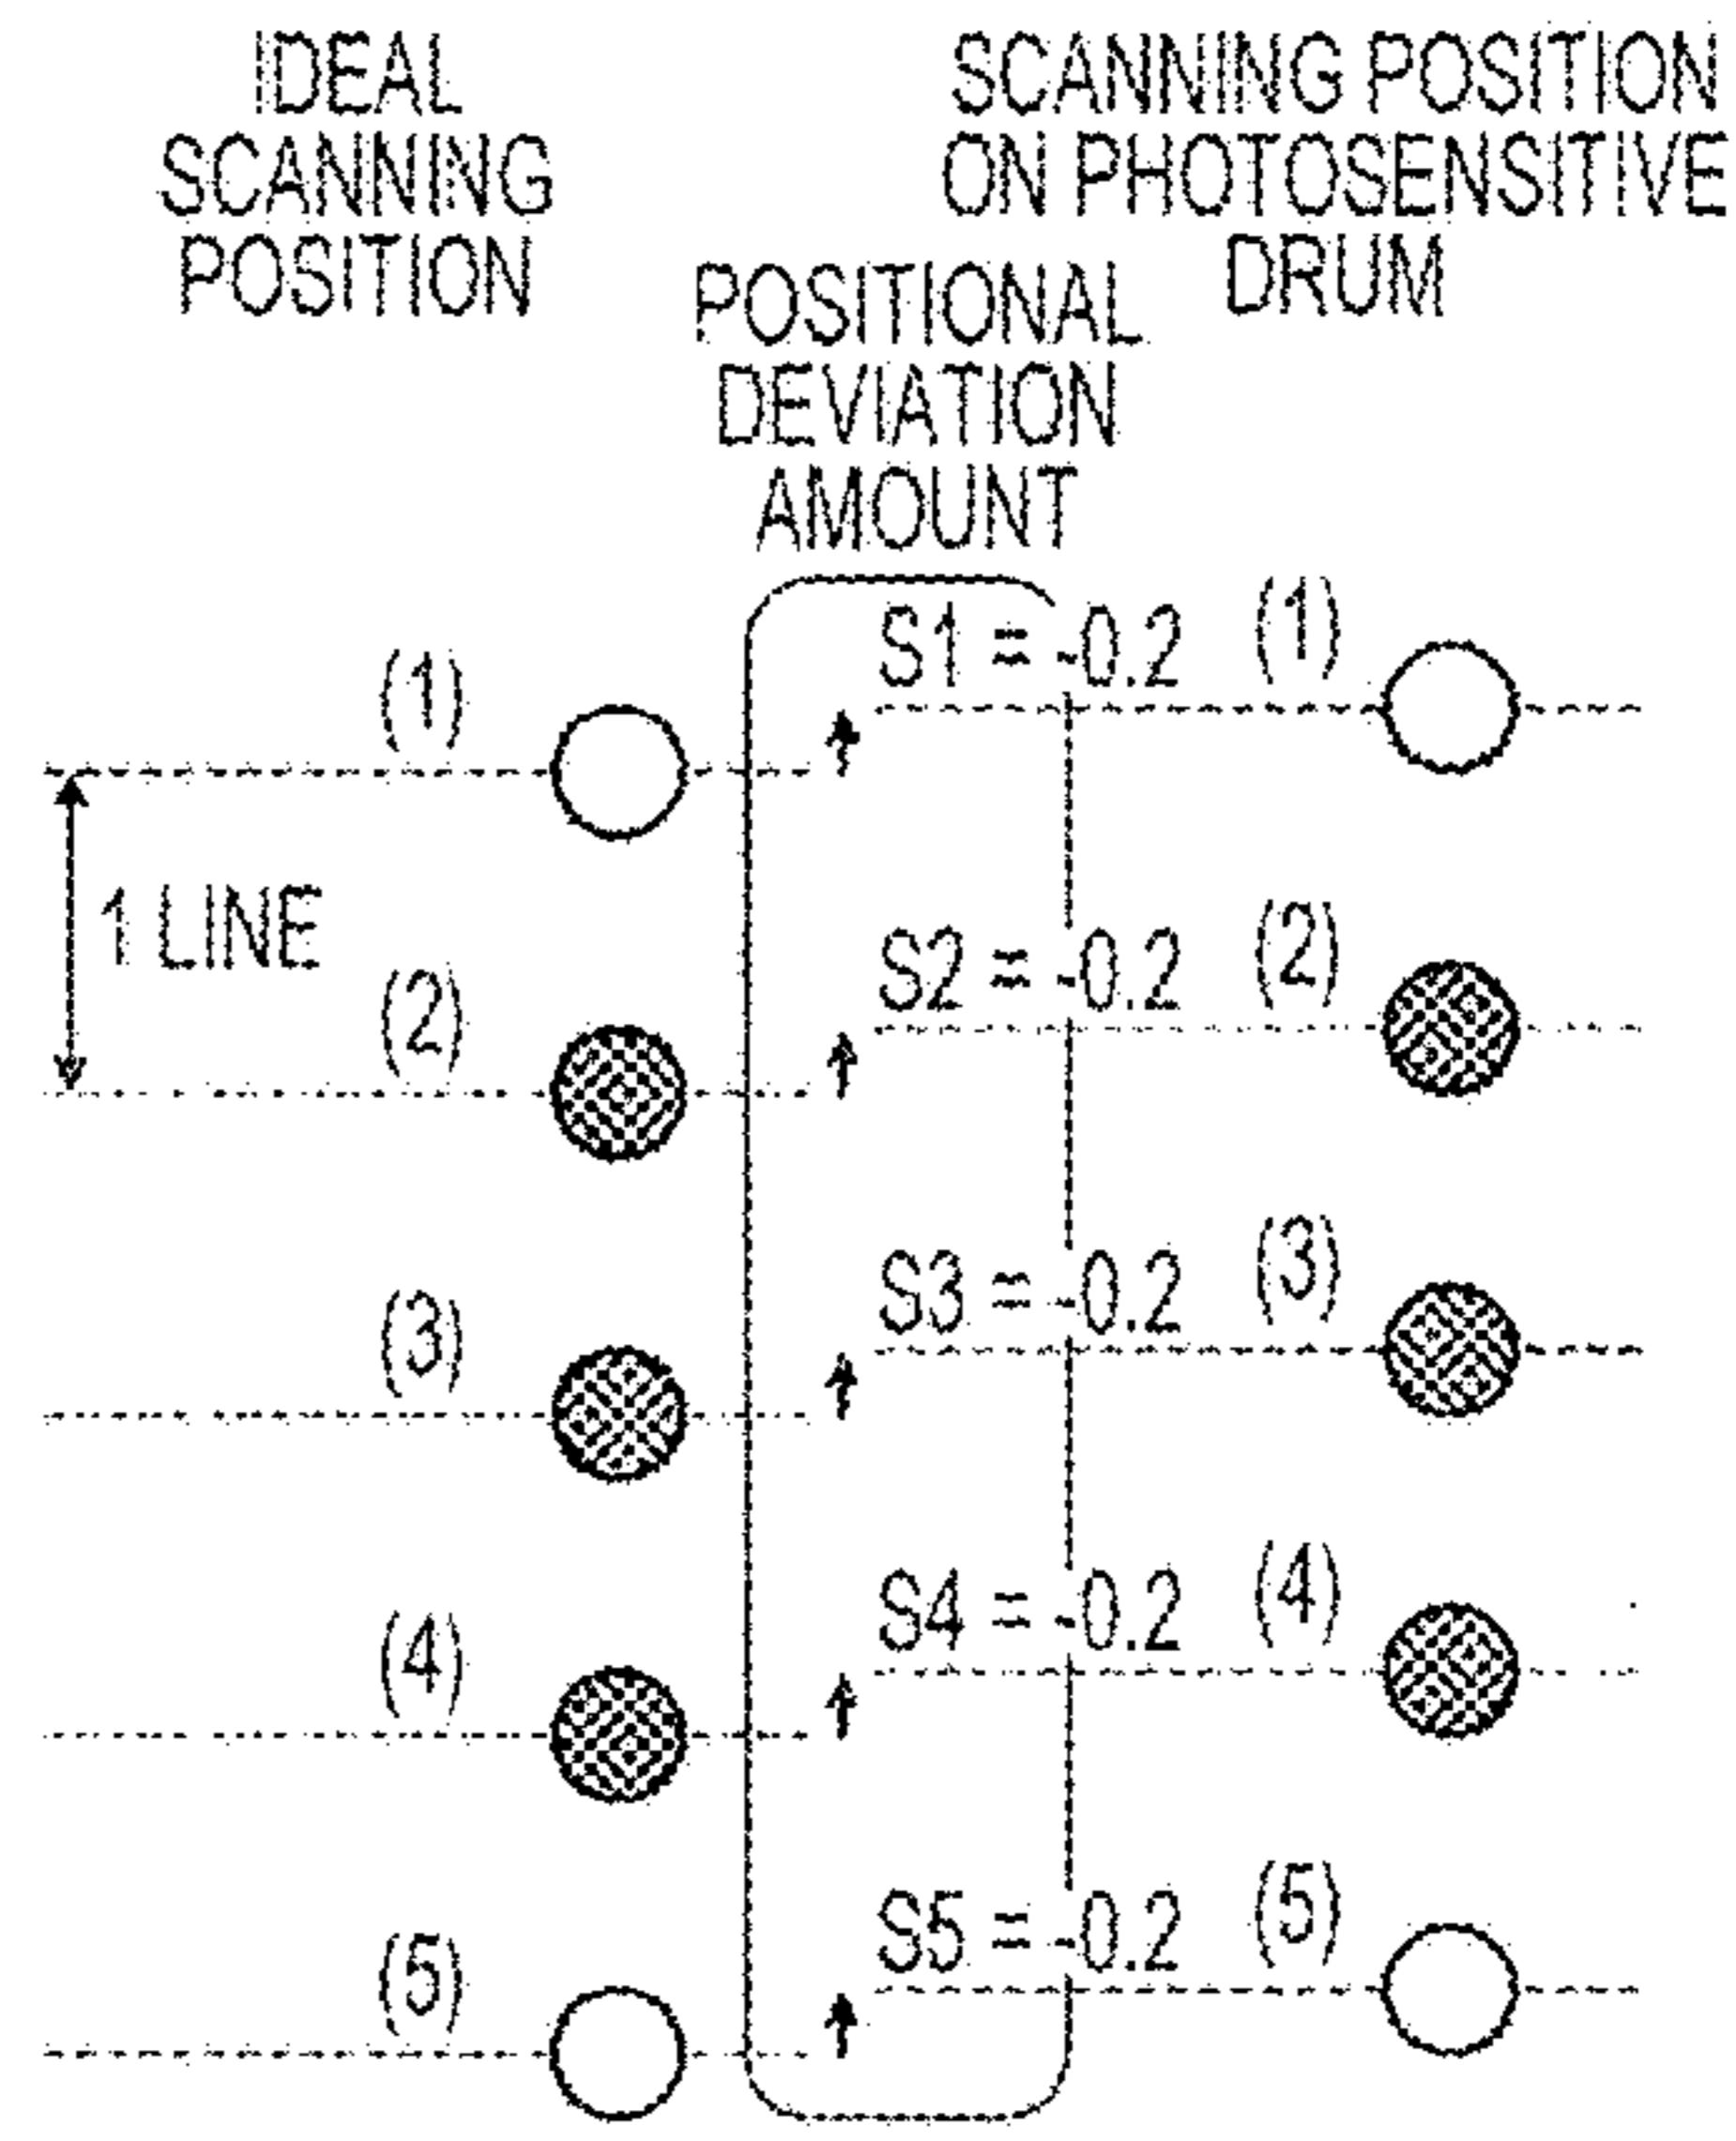 IDEAL
SCANNING
POSITION
POSITIONAL
DEVIATION
AMOUNT
SCANNING POSITION
ON PHOTOSENSITIVE
DRUM
(1)
S1 = -0.2
(1)
1 LINE
(2)
S2 = -0.2
(2)
(3)
S3 = -0.2
(3)
(4)
S4 = -0.2
(4)
(5)
S5 = -0.2
(5)